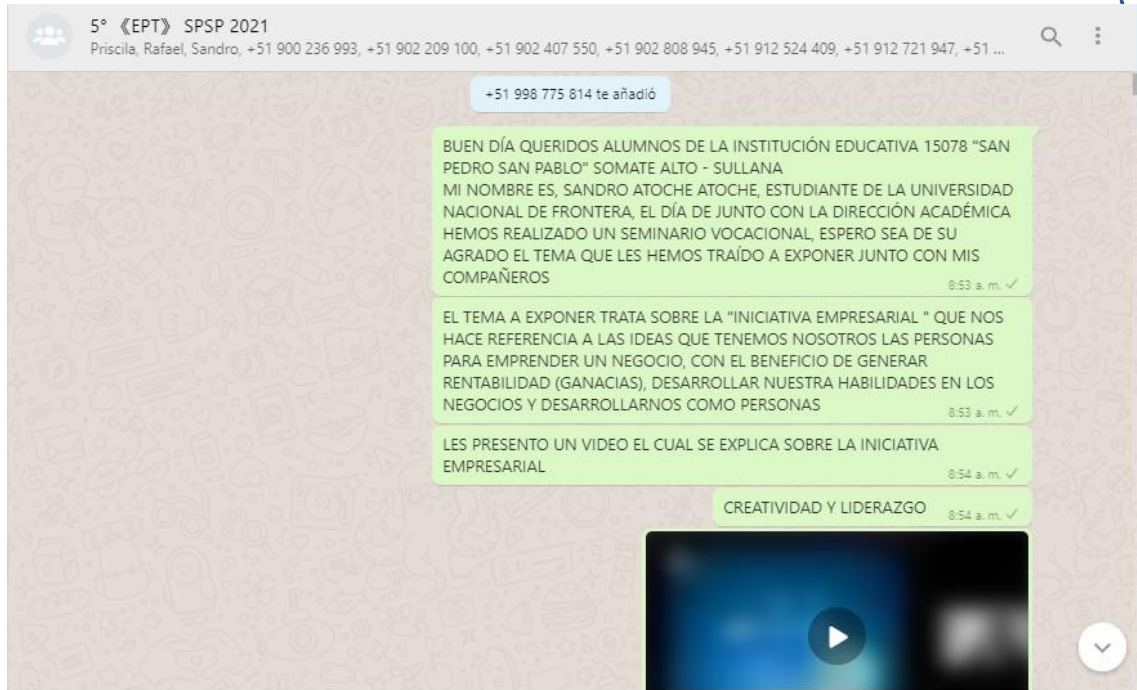 5° 《EPT》 SPSP 2021
Priscila, Rafael, Sandro, +51 900 236 993, +51 902 209 100, +51 902 407 550, +51 902 808 945, +51 912 524 409, +51 912 721 947, +51 ...
+51 998 775 814 te añadió
BUEN DÍA QUERIDOS ALUMNOS DE LA INSTITUCIÓN EDUCATIVA 15078 "SAN
PEDRO SAN PABLO" SOMATE ALTO - SULLANA
MI NOMBRE ES, SANDRO ATOCHE ATOCHE, ESTUDIANTE DE LA UNIVERSIDAD
NACIONAL DE FRONTERA, EL DÍA DE JUNTO CON LA DIRECCIÓN ACADÉMICA
HEMOS REALIZADO UN SEMINARIO VOCACIONAL, ESPERO SEA DE SU
AGRADO EL TEMA QUE LES HEMOS TRAÍDO A EXPONER JUNTO CON MIS
COMPAÑEROS
8:53 a. m.
EL TEMA A EXPONER TRATA SOBRE LA "INICIATIVA EMPRESARIAL " QUE NOS
HACE REFERENCIA A LAS IDEAS QUE TENEMOS NOSOTROS LAS PERSONAS
PARA EMPRENDER UN NEGOCIO, CON EL BENEFICIO DE GENERAR
RENTABILIDAD (GANACIAS), DESARROLLAR NUESTRA HABILIDADES EN LOS
NEGOCIOS Y DESARROLLARNOS COMO PERSONAS
8:53 a. m.
LES PRESENTO UN VIDEO EL CUAL SE EXPLICA SOBRE LA INICIATIVA
EMPRESARIAL
8:54 a. m.
CREATIVIDAD Y LIDERAZGO
8:54 a. m.